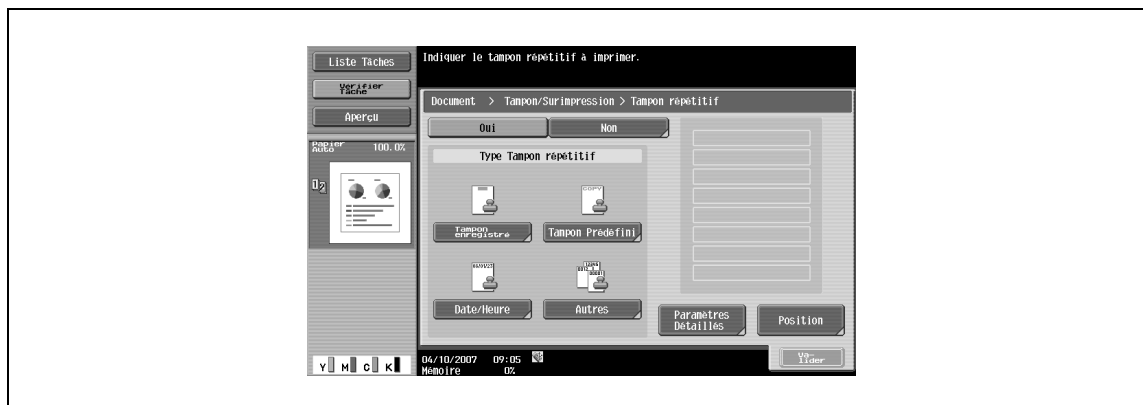 Liste Tâches
Vérifier
Tâche
Aperçu
Papier
Auto
100.0%
Indiquer le tampon répétitif à imprimer.
Document > Tampon/Surimpression > Tampon répétitif
Oui
Non
Type Tampon répétitif
COPY
Tampon
enregistré
Tampon Prédéfini
Date/Heure
Autres
Paramètres
Détaillés
Position
Va-
lider
Y M C K
04/10/2007 09:05
Mémoire 0%